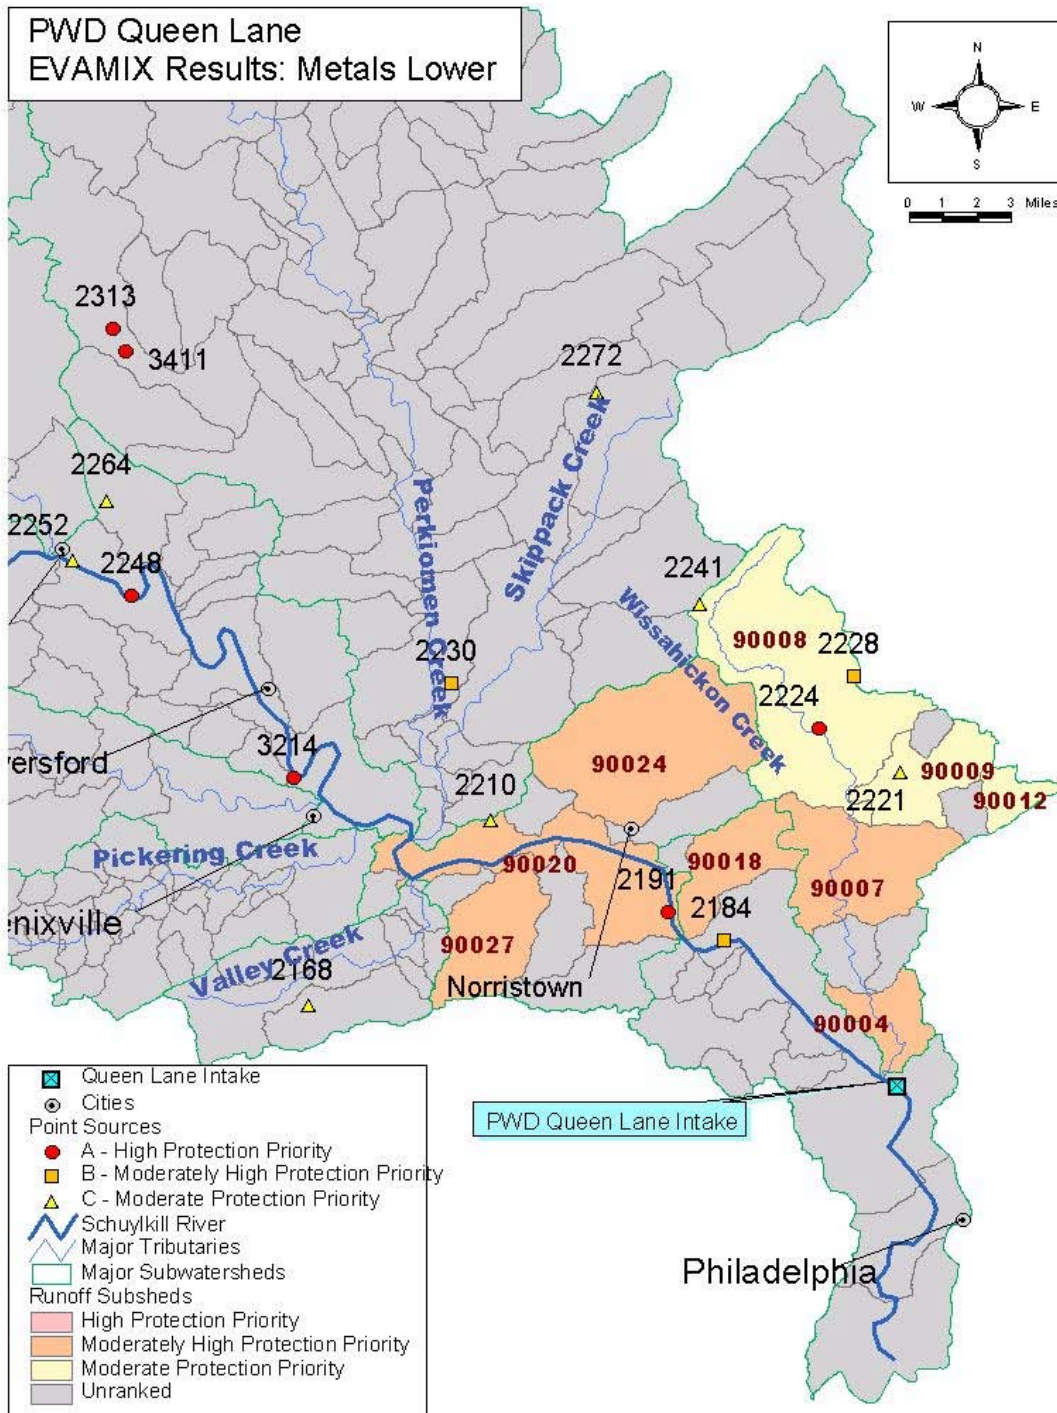 PWD Queen Lane
EVAMIX Results: Metals Lower
N
W
E
S
0 1 2 3 Miles
2313
3411
2272
2264
2252
2248
Perkiomen Creek
Skippack Creek
2241
Wissahickon Creek
90008
2228
2230
2224
3214
versford
90024
90009
2210
2221
90012
Pickering Creek
90020
90018
2191
90007
enixville
2184
90027
Valley Creek
2168
Norristown
90004
PWD Queen Lane Intake
Philadelphia
Queen Lane Intake
Cities
Point Sources
A - High Protection Priority
B - Moderately High Protection Priority
C - Moderate Protection Priority
Schuylkill River
Major Tributaries
Major Subwatersheds
Runoff Subsheds
High Protection Priority
Moderately High Protection Priority
Moderate Protection Priority
Unranked